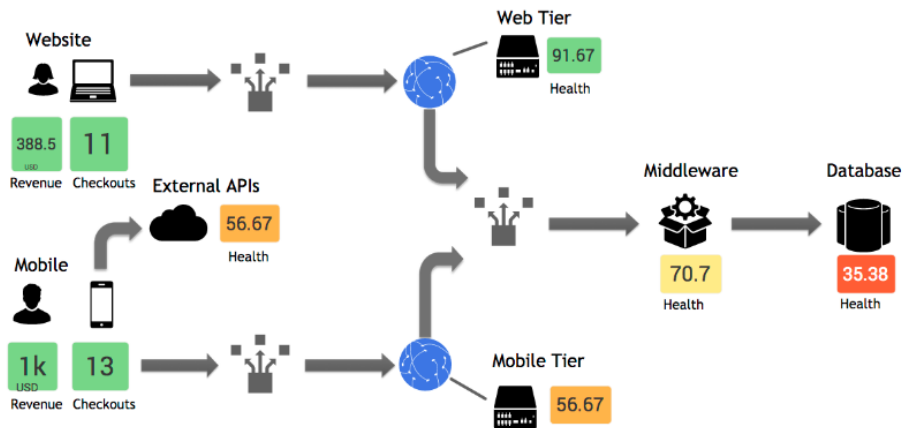 Website
388.5
USD
Revenue
11
Checkouts
Web Tier
91.67
Health
External APIs
56.67
Health
Mobile
1k
USD
Revenue
13
Checkouts
Middleware
70.7
Health
Database
35.38
Health
Mobile Tier
56.67